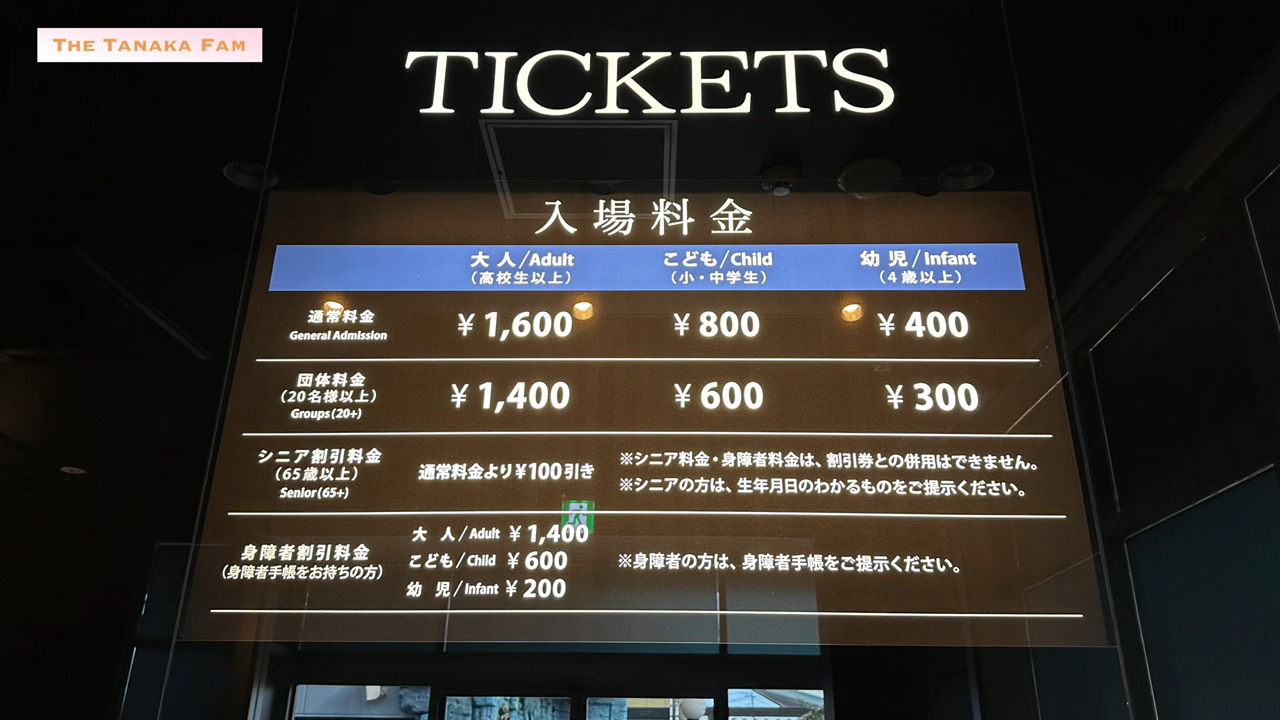 THE TANAKA FAM
TICKETS
入場料金
大人/Adult こども/Child 幼児/Infant
(高校生以上) (小・中学生) (4歳以上)
通常料金 ¥1,600 ¥800 ¥400
General Admission
団体料金
(20名様以上) ¥1,400 ¥600 ¥300
Groups(20+)
シニア割引料金
(65歳以上) 通常料金より¥100引き
Senior(65+)
※シニア料金・身障者料金は、割引券との併用はできません。
※シニアの方は、生年月日のわかるものをご提示ください。
身障者割引料金
(身障者手帳をお持ちの方)
大人/Adult ¥1,400
こども/Child ¥600
幼児/Infant ¥200
※身障者の方は、身障者手帳をご提示ください。